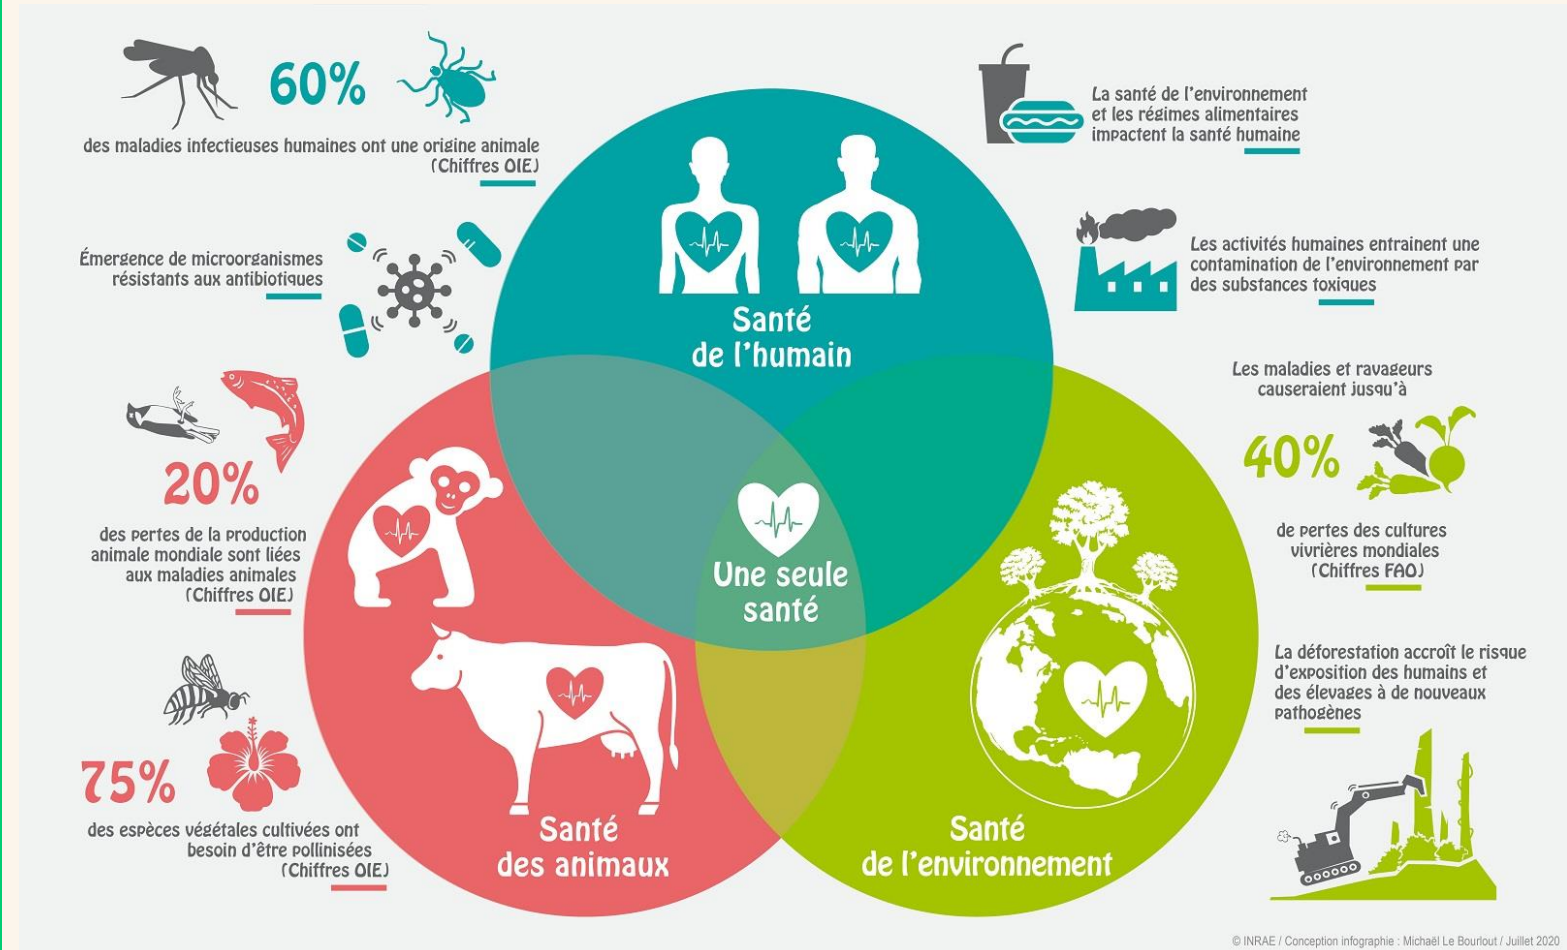 60%
des maladies infectieuses humaines ont une origine animale
(Chiffres OIE)
Émergence de microorganismes
résistants aux antibiotiques
20%
des pertes de la production
animale mondiale sont liées
aux maladies animales
(Chiffres OIE)
75%
des espèces végétales cultivées ont
besoin d'être pollinisées
(Chiffres OIE)
Santé
de l'humain
Une seule
santé
Santé
des animaux
Santé
de l'environnement
La santé de l'environnement
et les régimes alimentaires
impactent la santé humaine
Les activités humaines entrainent une
contamination de l'environnement par
des substances toxiques
Les maladies et ravageurs
causeraient jusqu'à
40%
de pertes des cultures
vivrières mondiales
(Chiffres FAO)
La déforestation accroît le risque
d'exposition des humains et
des élevages à de nouveaux
pathogènes
© INRAE / Conception infographie : Michaël Le Bourlout / Juillet 2020